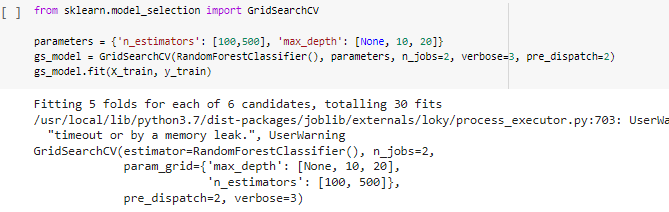 [ ] from sklearn.model_selection import GridSearchCV
parameters = {'n_estimators': [100,500], 'max_depth': [None, 10, 20]}
gs_model = GridSearchCV(RandomForestClassifier(), parameters, n_jobs=2, verbose=3, pre_dispatch=2)
gs_model.fit(X_train, y_train)
Fitting 5 folds for each of 6 candidates, totalling 30 fits
/usr/local/lib/python3.7/dist-packages/joblib/externals/loky/process_executor.py:703: UserWa
"timeout or by a memory leak.", UserWarning
GridSearchCV(estimator=RandomForestClassifier(), n_jobs=2,
param_grid={'max_depth': [None, 10, 20],
'n_estimators': [100, 500]},
pre_dispatch=2, verbose=3)